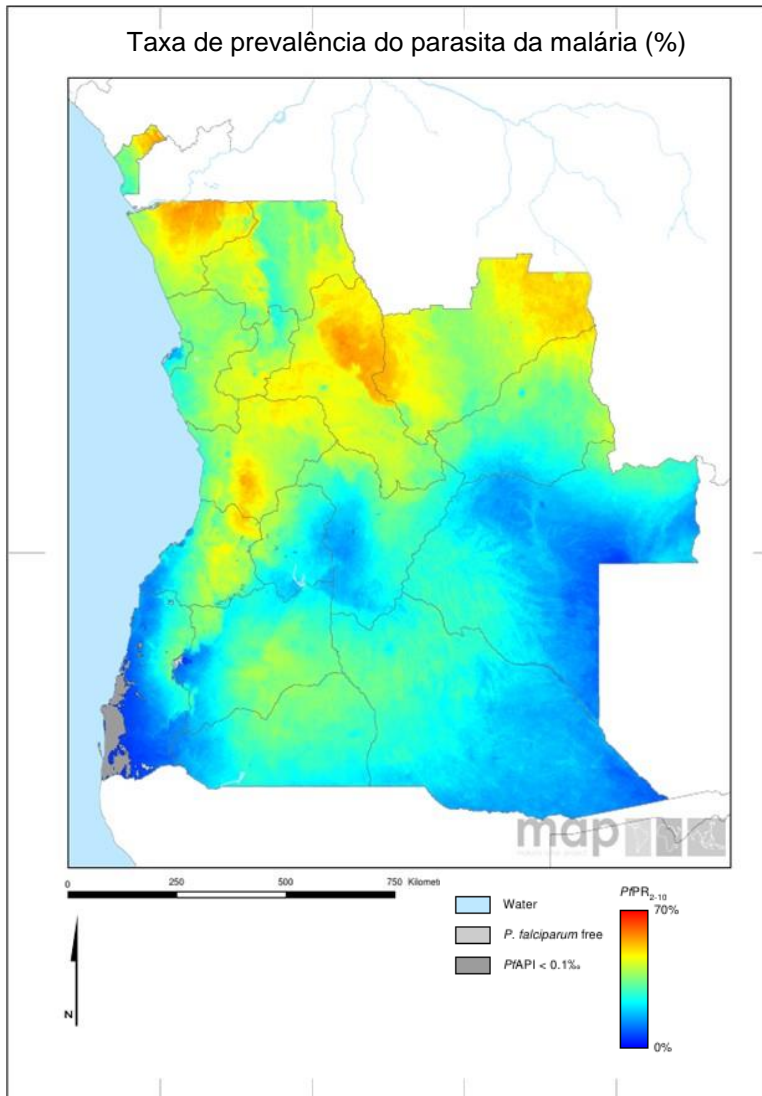 Taxa de prevalência do parasita da malária (%)
map
0 250 500 750 Kilomet
Water
P. falciparum free
PfAPI < 0.1‰
PfPR2-10
70%
0%
N